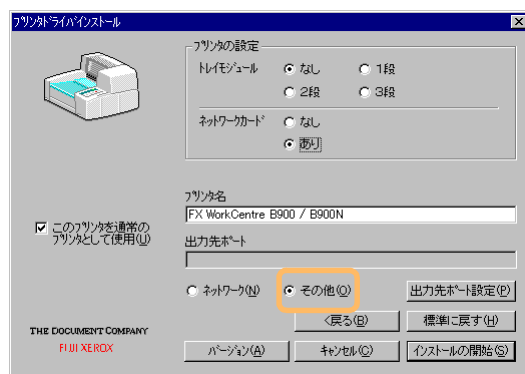 プリンタドライバインストール
プリンタの設定
トレイモジュール なし 1段
2段 3段
ネットワークカード なし
あり
プリンタ名
FX WorkCentre B900 / B900N
このプリンタを通常の
プリンタとして使用(U)
出力先ポート
ネットワーク(N) その他(O) 出力先ポート設定(P)
<戻る(B) 標準に戻す(H)
THE DOCUMENT COMPANY
FUJI XEROX
バージョン(A) キャンセル(C) インストールの開始(S)